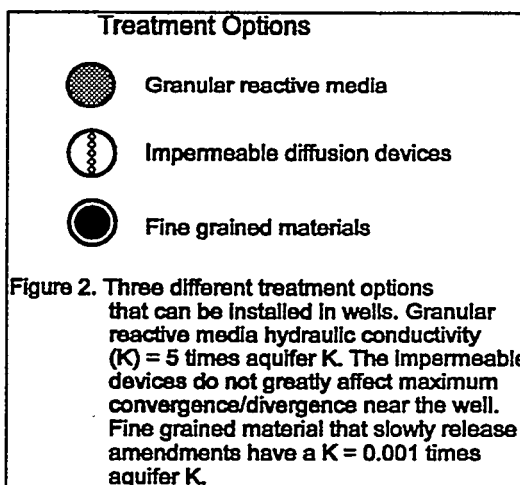 Treatment Options
Granular reactive media
Impermeable diffusion devices
Fine grained materials
Figure 2. Three different treatment options
that can be installed in wells. Granular
reactive media hydraulic conductivity
(K) = 5 times aquifer K. The impermeable
devices do not greatly affect maximum
convergence/divergence near the well.
Fine grained material that slowly release
amendments have a K = 0.001 times
aquifer K.